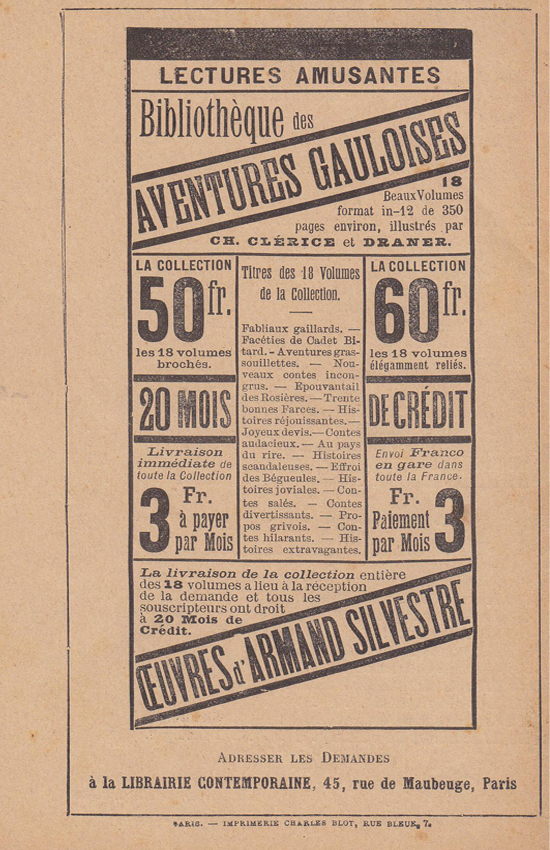 LECTURES AMUSANTES
Bibliothèque des
AVENTURES GAULOISES
18
Beaux Volumes
format in-12 de 350
pages environ, illustrés par
CH. CLÉRICE et DRANER.
LA COLLECTION
50 fr.
les 18 volumes
brochés.
20 MOIS
Livraison
immédiate de
toute la Collection
3 Fr.
à payer
par Mois
Titres des 18 Volumes
de la Collection.
Fabliaux gaillards. —
Facéties de Cadet Bi-
tard. - Aventures gras-
souillettes. — Nou-
veaux contes incon-
grus. — Epouvantail
des Rosières. — Trente
bonnes Farces. — His-
toires réjouissantes. —
Joyeux devis. — Contes
audacieux. — Au pays
du rire. — Histoires
scandaleuses. — Effroi
des Bégueules. — His-
toires joviales. — Con-
tes salés. — Contes
divertissants. — Pro-
pos grivois. — Con-
tes hilarants. — His-
toires extravagantes.
LA COLLECTION
60 fr.
les 18 volumes
élégamment reliés.
DE CRÉDIT
Envoi Franco
en gare dans
toute la France.
Fr. 3
Paiement
par Mois
La livraison de la collection entière
des 18 volumes a lieu à la réception
de la demande et tous les
souscripteurs ont droit
à 20 Mois de
Crédit.
ŒUVRES d'ARMAND SILVESTRE
ADRESSER LES DEMANDES
à la LIBRAIRIE CONTEMPORAINE, 45, rue de Maubeuge, Paris
PARIS. — IMPRIMERIE CHARLES BLOT, RUE BLEUE, 7.